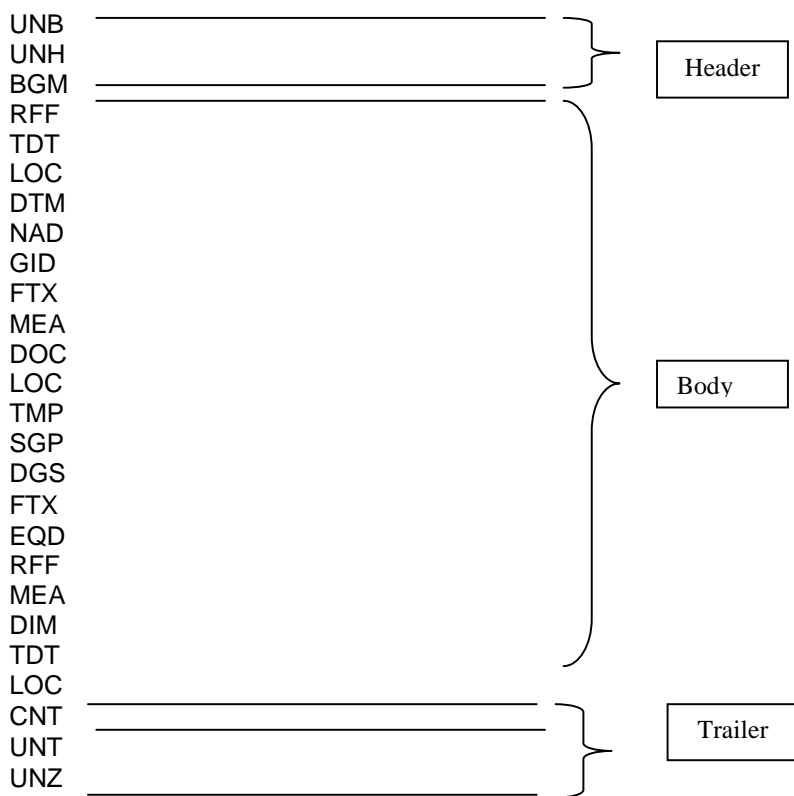 UNB
UNH
BGM
Header
RFF
TDT
LOC
DTM
NAD
GID
FTX
MEA
DOC
LOC
Body
TMP
SGP
DGS
FTX
EQD
RFF
MEA
DIM
TDT
LOC
CNT
UNT
Trailer
UNZ